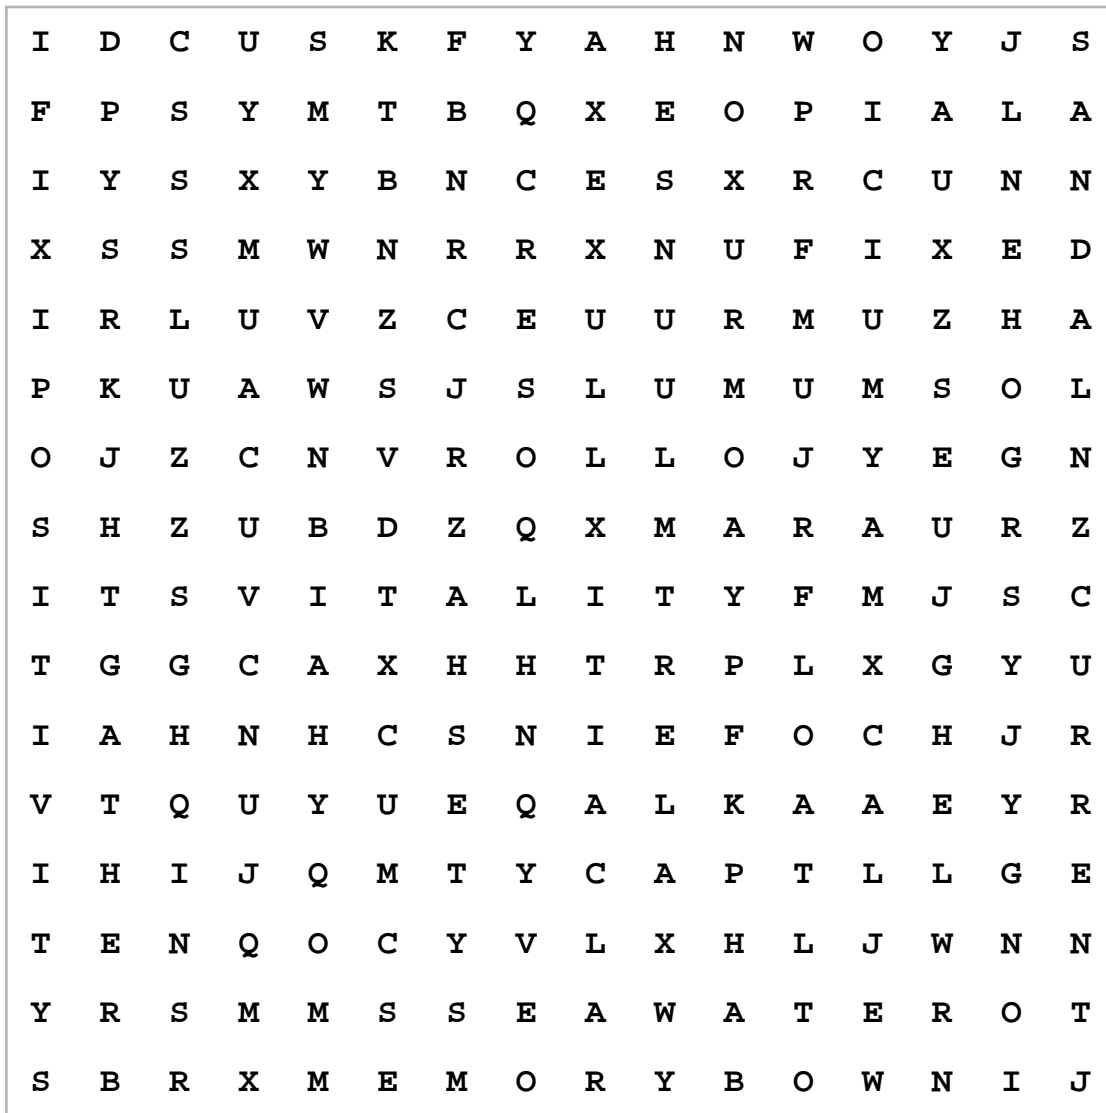 I D C U S K F Y A H N W O Y J S
F P S Y M T B Q X E O P I A L A
I Y S X Y B N C E S X R C U N N
X S S M W N R R X N U F I X E D
I R L U V Z C E U U R M U Z H A
P K U A W S J S L U M U M S O L
O J Z C N V R O L L O J Y E G N
S H Z U B D Z Q X M A R A U R Z
I T S V I T A L I T Y F M J S C
T G G C A X H H T R P L X G Y U
I A H N H C S N I E F O C H J R
V T Q U Y U E Q A L K A A E Y R
I H I J Q M T Y C A P T L L G E
T E N Q O C Y V L X H L J W N N
Y R S M M S S E A W A T E R O T
S B R X M E M O R Y B O W N I J